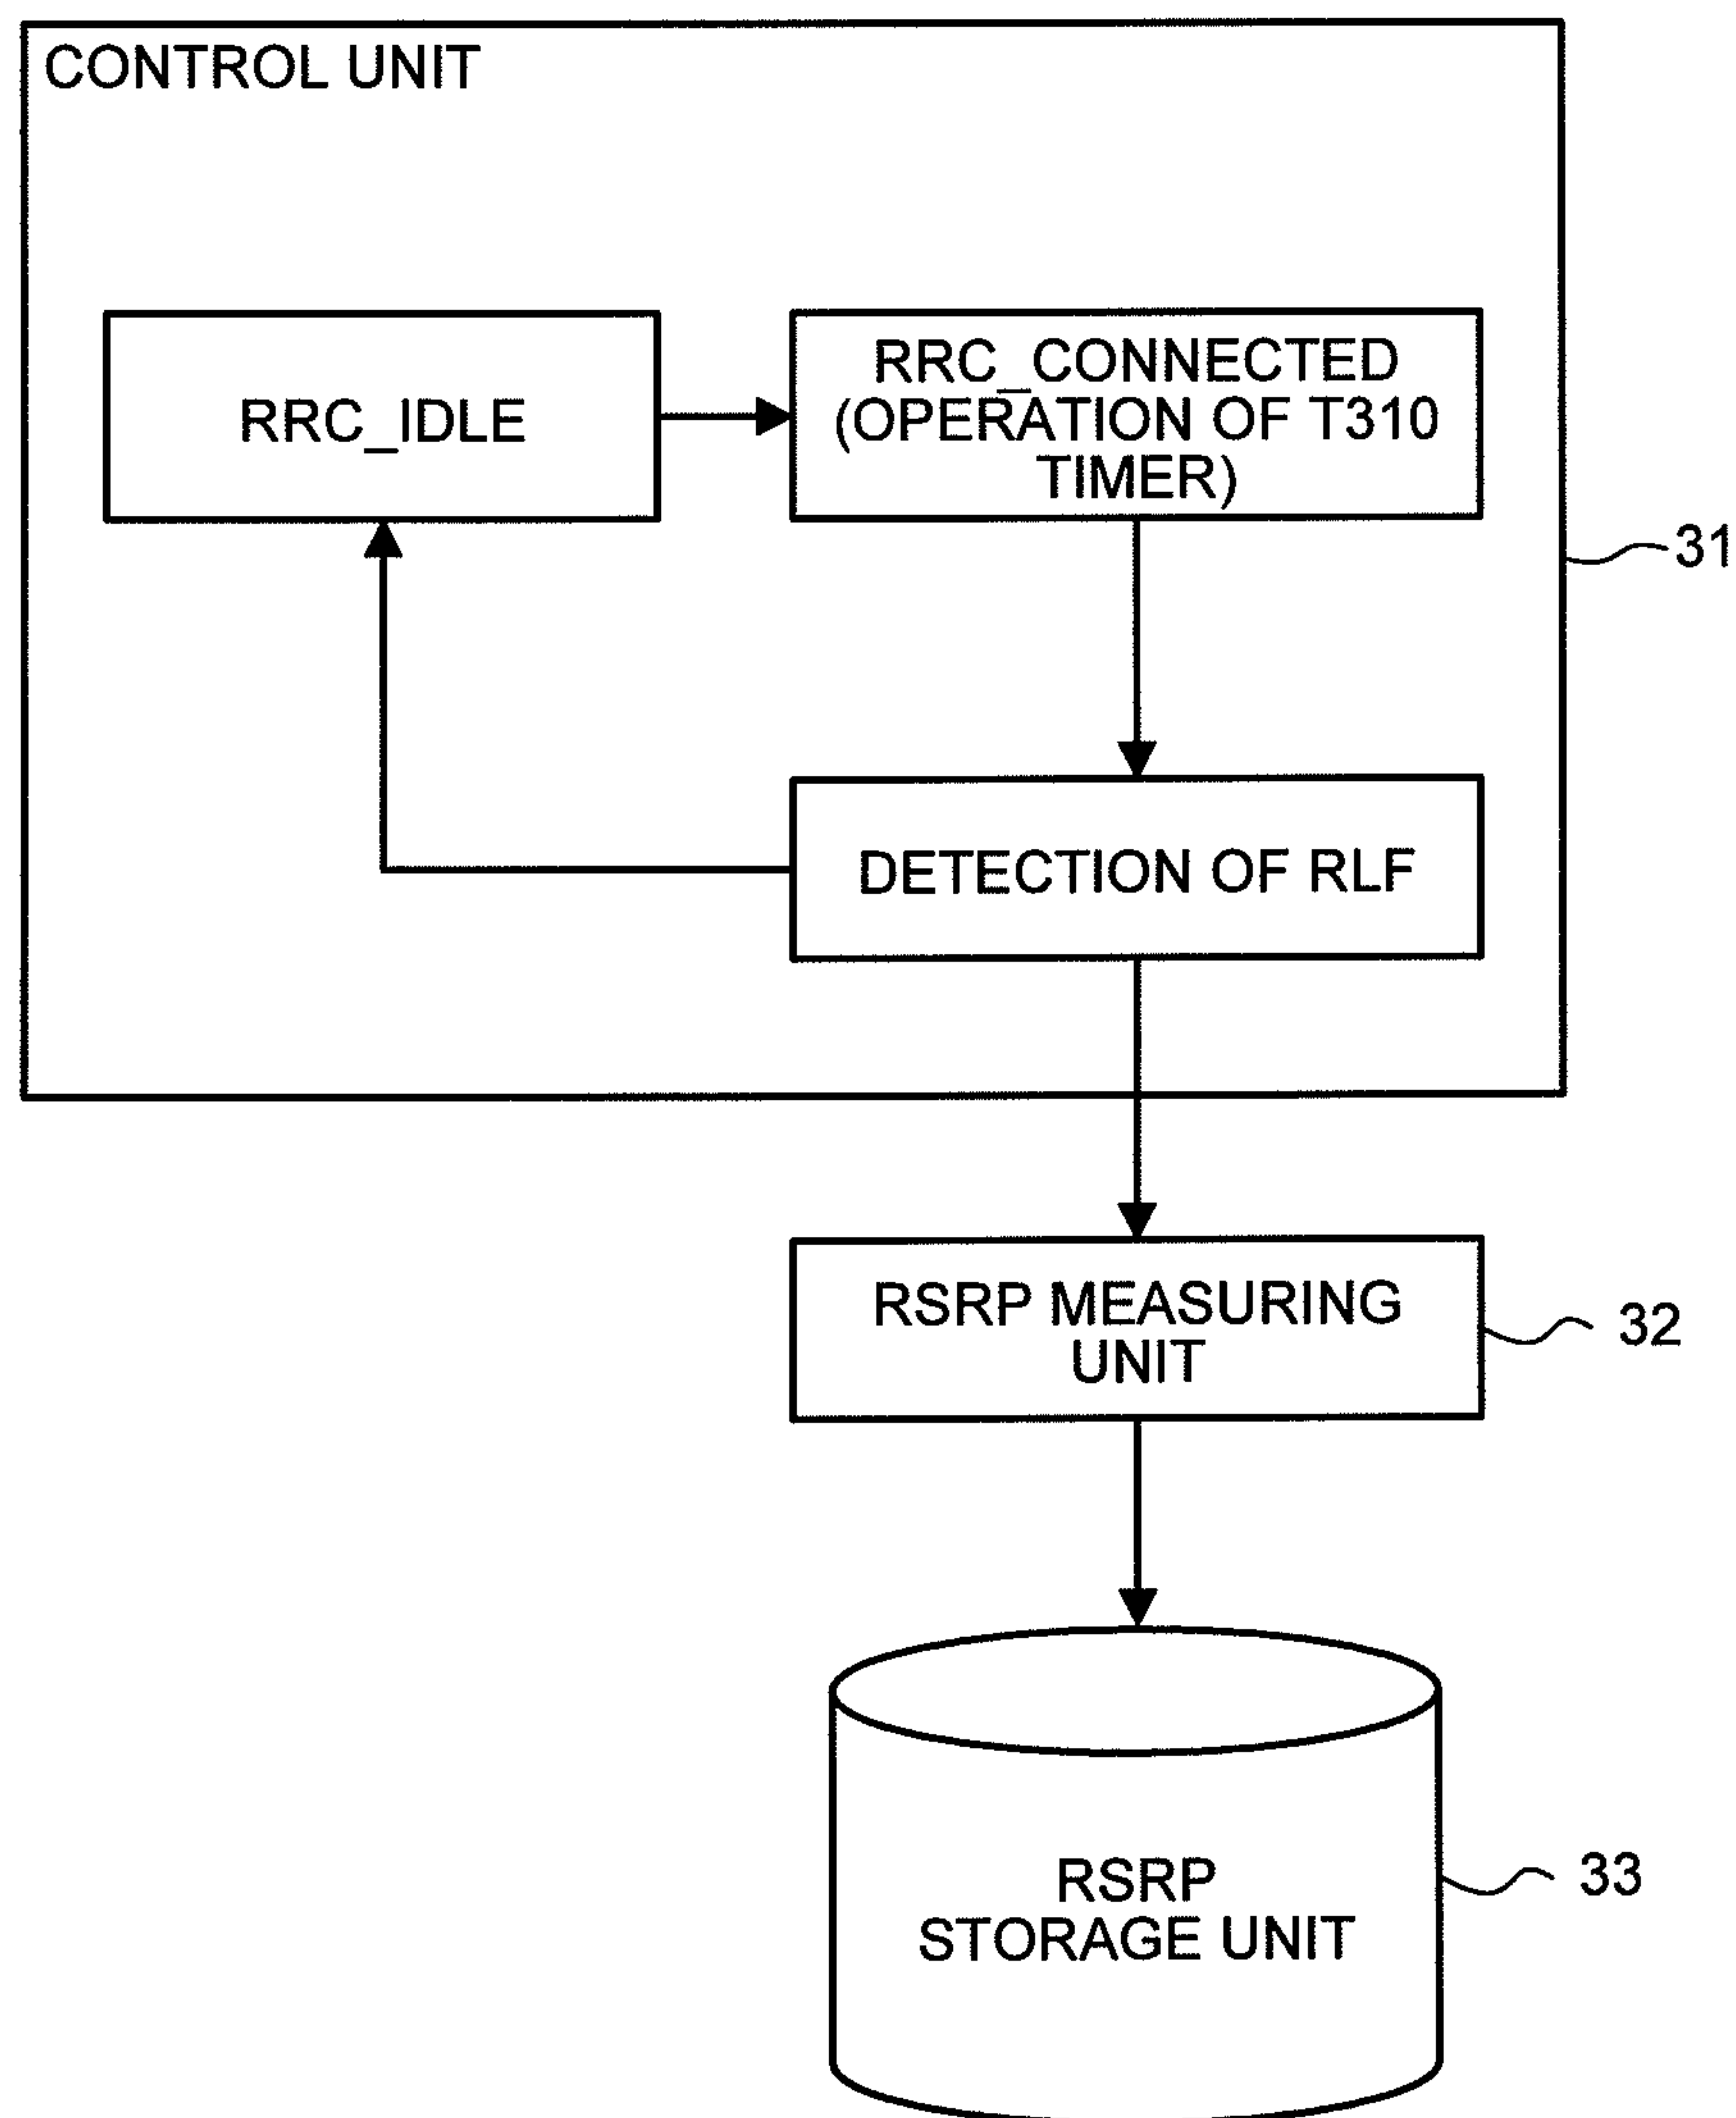 CONTROL UNIT
RRC_IDLE
RRC_CONNECTED
(OPERATION OF T310
TIMER)
31
DETECTION OF RLF
RSRP MEASURING
UNIT
32
RSRP
STORAGE UNIT
33